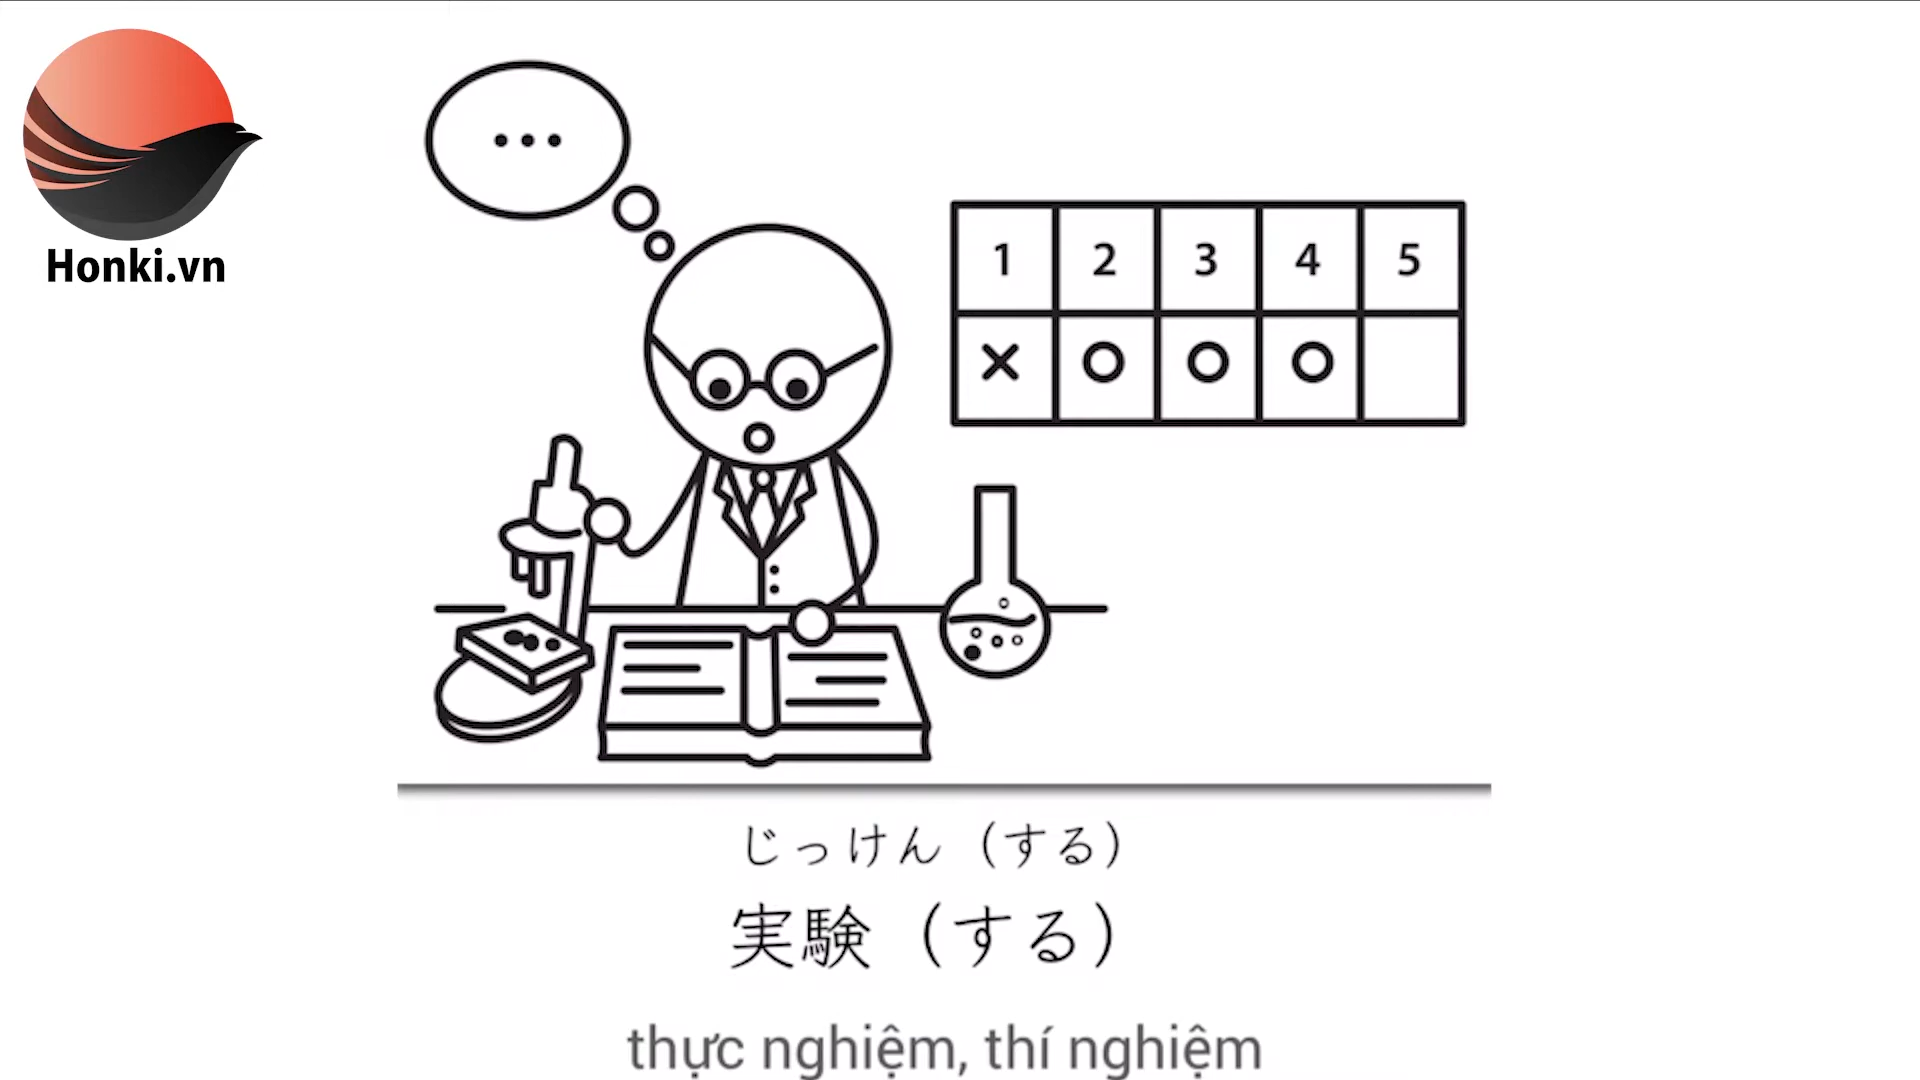 Honki.vn
...
1 2 3 4 5
× ○ ○ ○
じっけん（する）
実験（する）
thực nghiệm, thí nghiệm